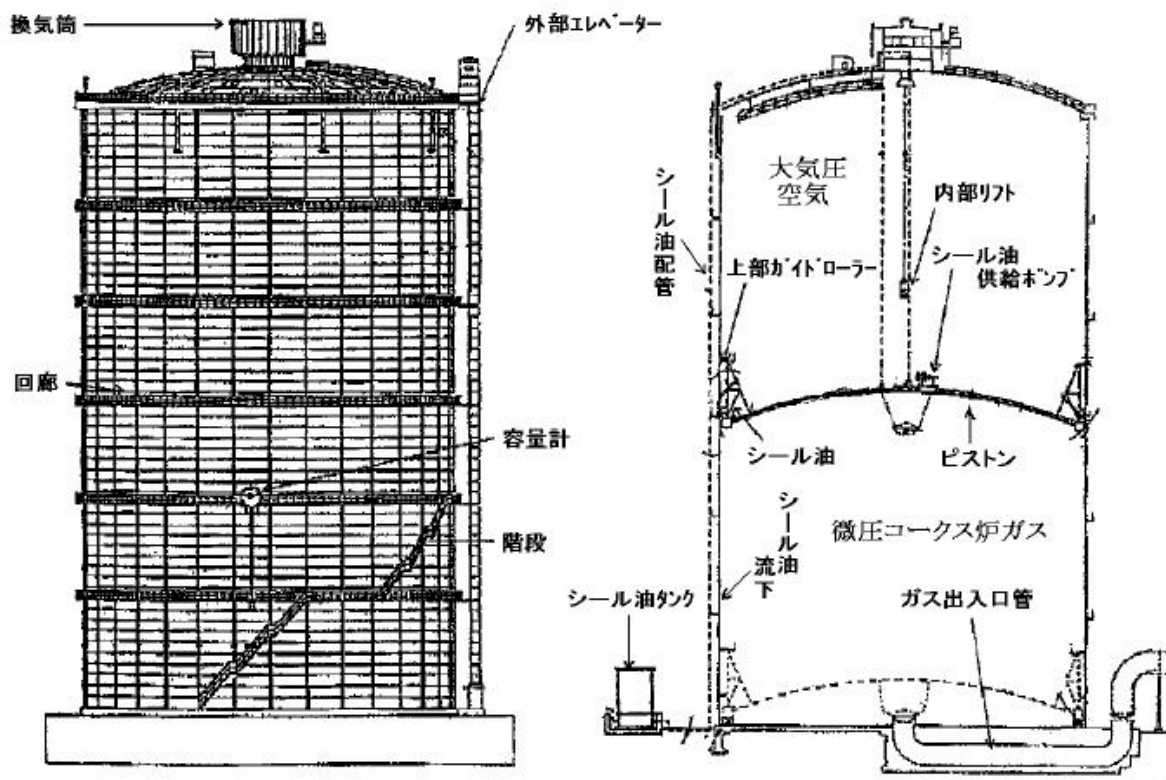 換気筒
外部エレベーター
回廊
容量計
階段
大気圧
空気
シール油配管
内部リフト
シール油
供給ポンプ
上部ガイドローラー
シール油
ピストン
シール油
流下
微圧コークス炉ガス
シール油タンク
ガス出入口管